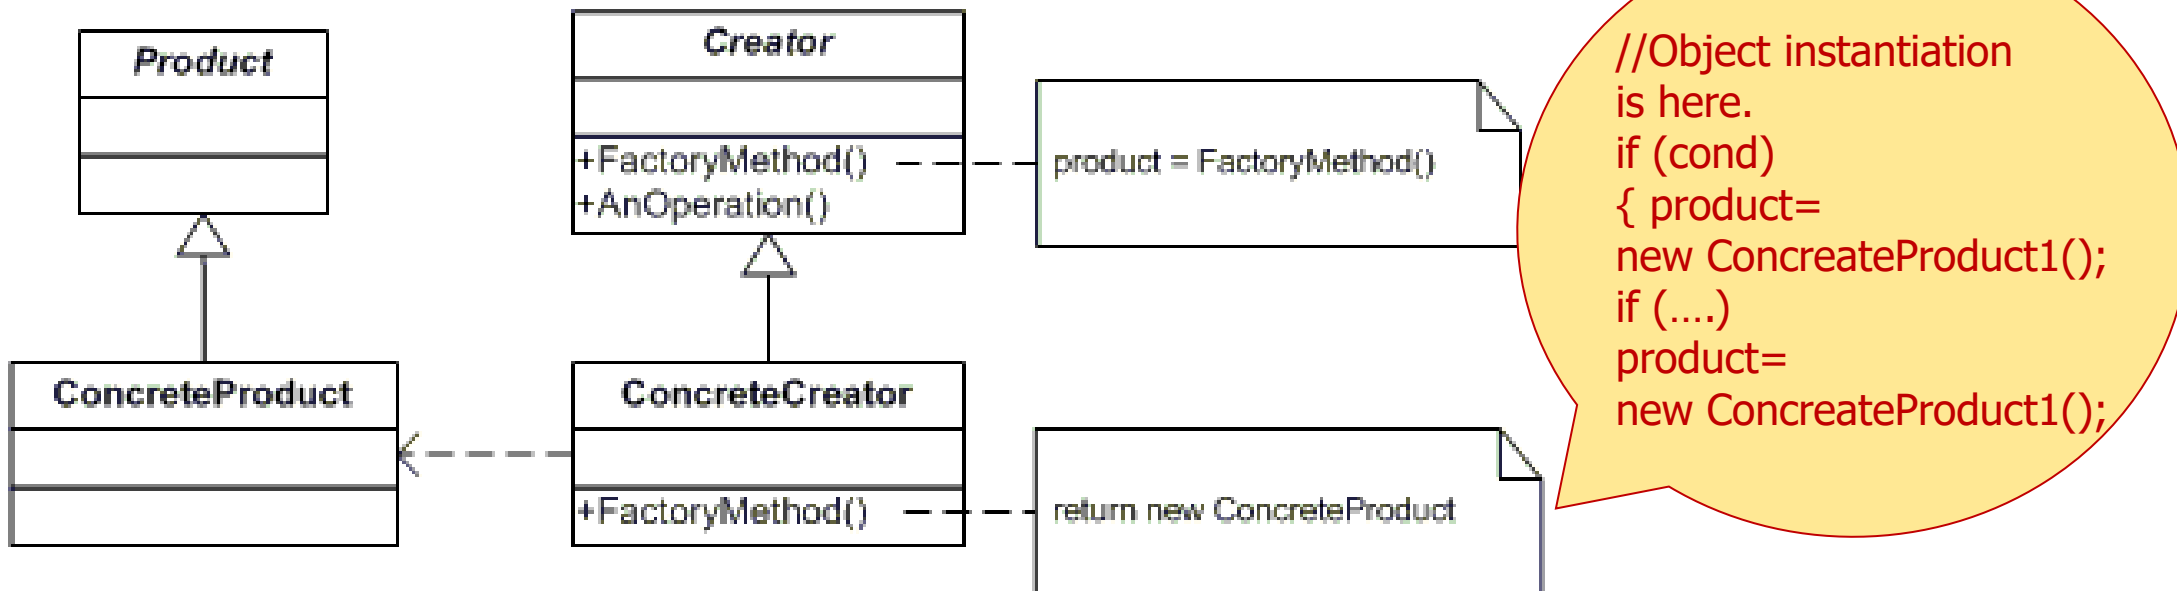 Product
Creator
+FactoryMethod()
+AnOperation()
product = FactoryMethod()
//Object instantiation
is here.
if (cond)
{ product=
new ConcreateProduct1();
if (….)
product=
new ConcreateProduct1();
ConcreteProduct
ConcreteCreator
+FactoryMethod()
return new ConcreteProduct